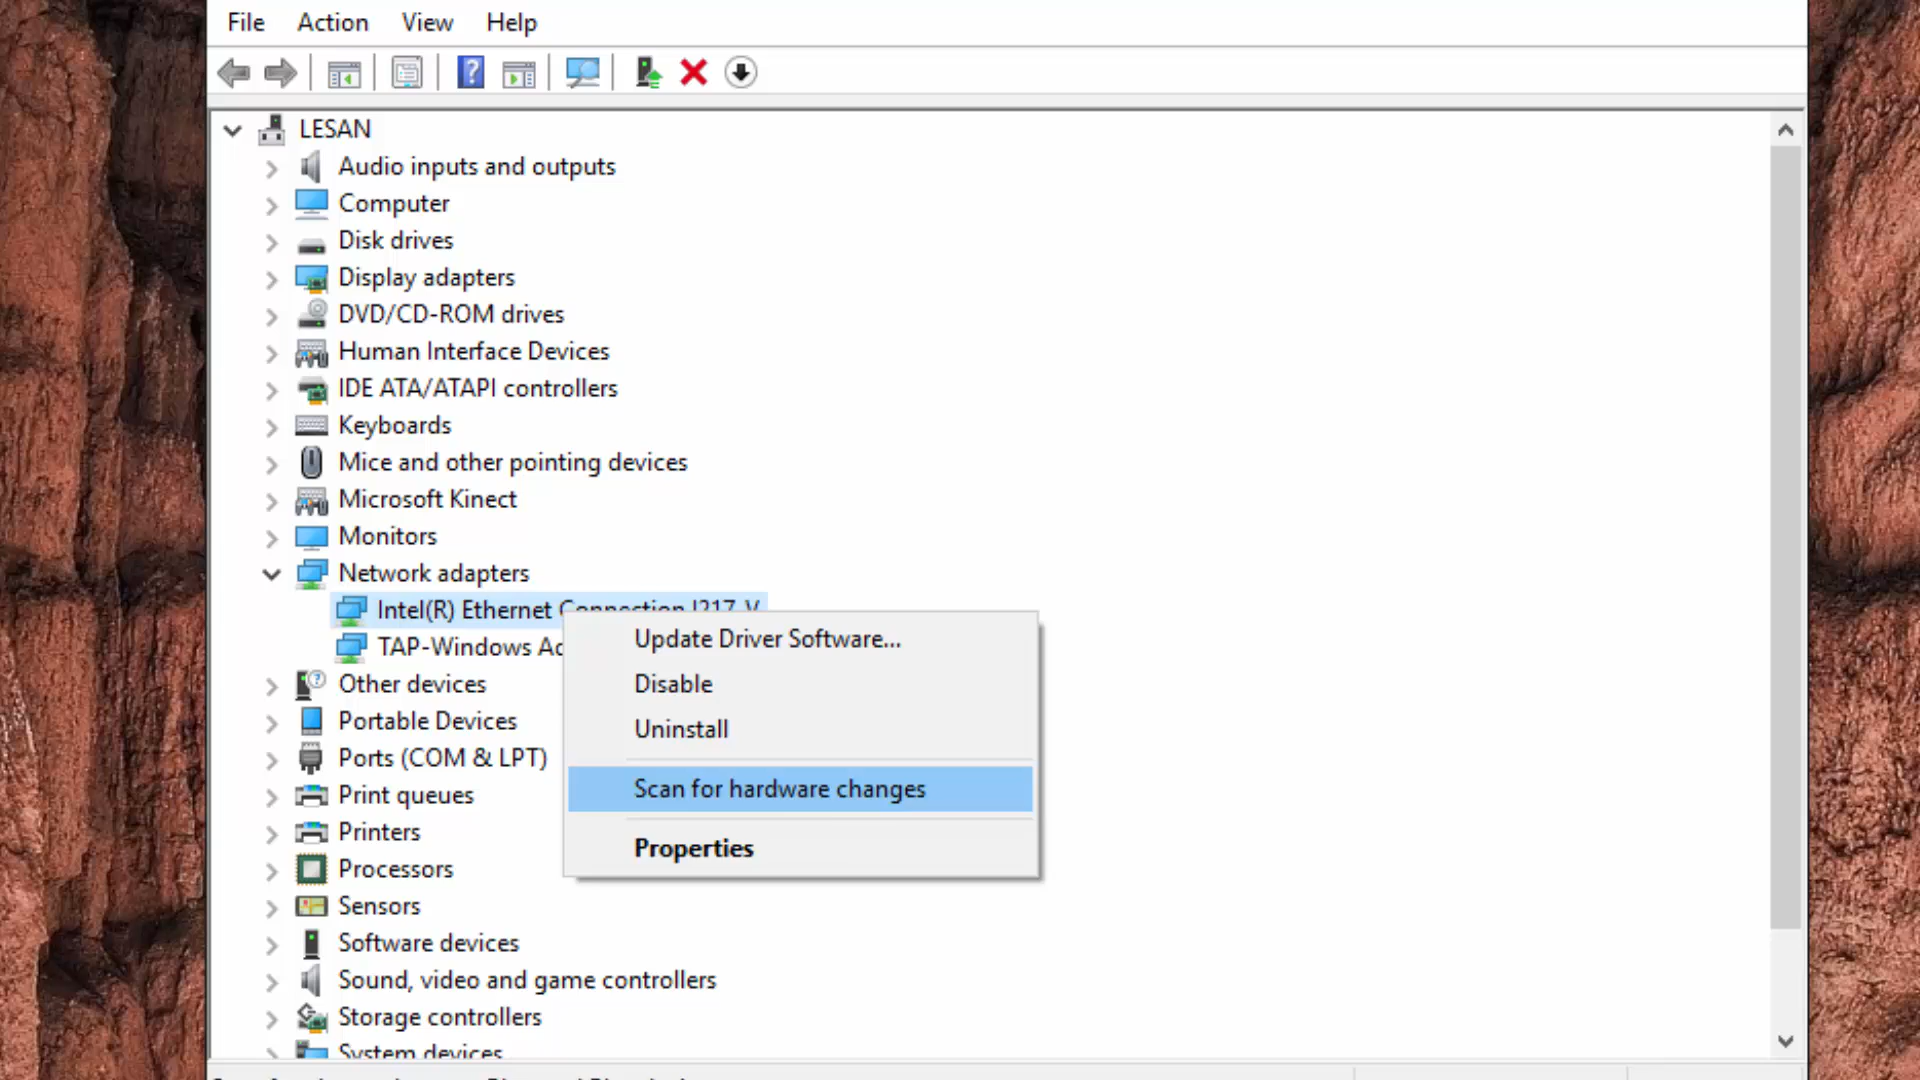 File Action View Help
LESAN
Audio inputs and outputs
Computer
Disk drives
Display adapters
DVD/CD-ROM drives
Human Interface Devices
IDE ATA/ATAPI controllers
Keyboards
Mice and other pointing devices
Microsoft Kinect
Monitors
Network adapters
Intel(R) Ethernet Connection I217-V
TAP-Windows
Update Driver Software...
Disable
Uninstall
Scan for hardware changes
Properties
Other devices
Portable Devices
Ports (COM & LPT)
Print queues
Printers
Processors
Sensors
Software devices
Sound, video and game controllers
Storage controllers
System devices